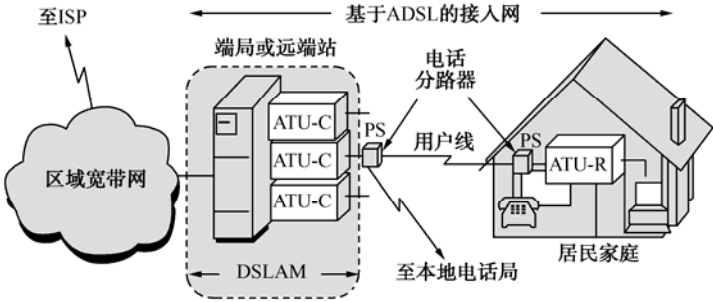 至ISP
基于ADSL的接入网
端局或远端站
电话
分路器
ATU-C
PS
用户线
PS
区域宽带网
ATU-C
ATU-R
ATU-C
居民家庭
DSLAM
至本地电话局